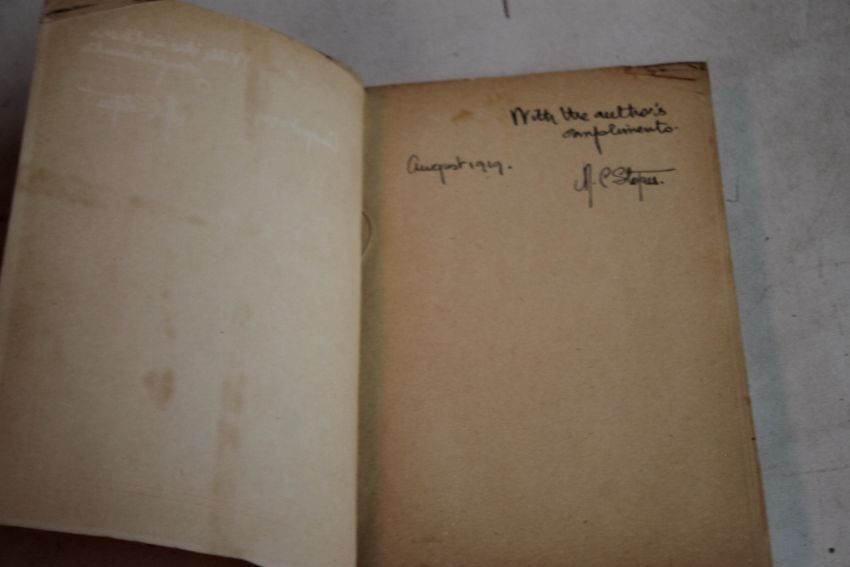 With the author's
compliments.
August 1919.
M. C. Stopes.